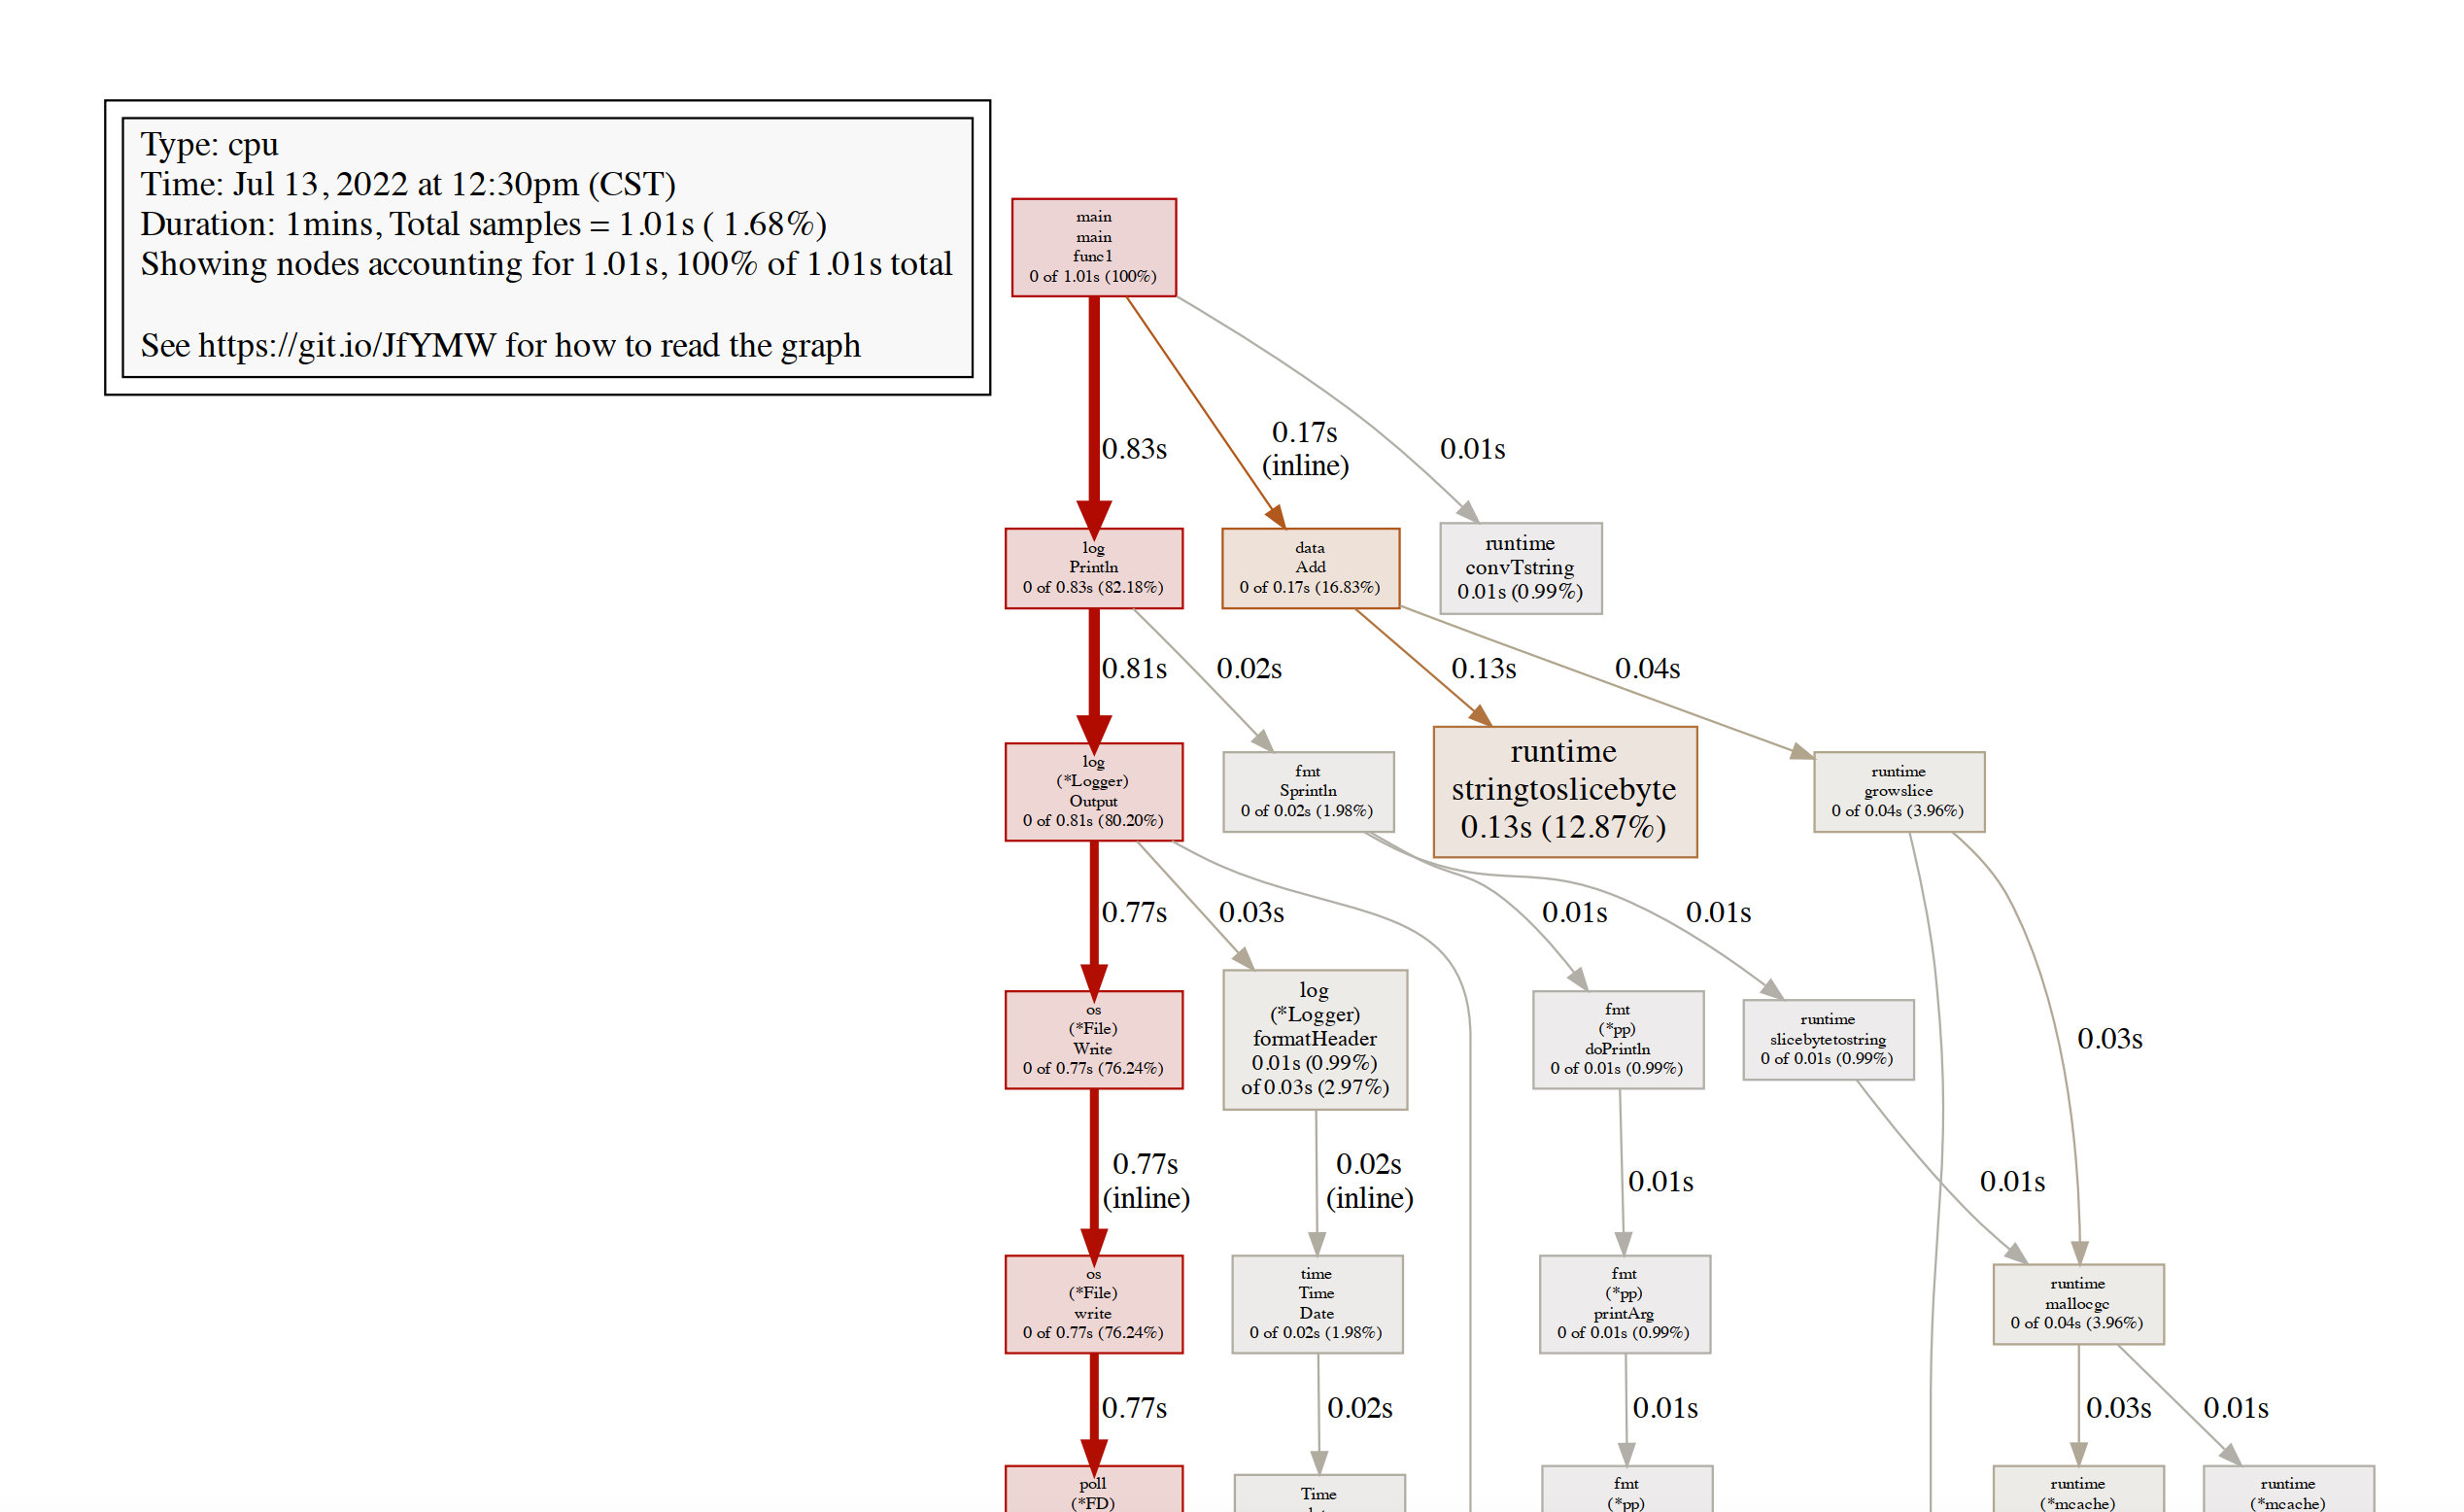 Type: cpu
Time: Jul 13, 2022 at 12:30pm (CST)
Duration: 1mins, Total samples = 1.01s ( 1.68%)
Showing nodes accounting for 1.01s, 100% of 1.01s total
See https://git.io/JfYMW for how to read the graph
main
main
func1
0 of 1.01s (100%)
0.83s
0.17s
(inline)
0.01s
log
Println
0 of 0.83s (82.18%)
data
Add
0 of 0.17s (16.83%)
runtime
convTstring
0.01s (0.99%)
0.81s
0.02s
0.13s
0.04s
log
(*Logger)
Output
0 of 0.81s (80.20%)
fmt
Sprintln
0 of 0.02s (1.98%)
runtime
stringtoslicebyte
0.13s (12.87%)
runtime
growslice
0 of 0.04s (3.96%)
0.77s
0.03s
0.01s
0.01s
os
(*File)
Write
0 of 0.77s (76.24%)
log
(*Logger)
formatHeader
0.01s (0.99%)
of 0.03s (2.97%)
fmt
(*pp)
doPrintln
0 of 0.01s (0.99%)
runtime
slicebytetostring
0 of 0.01s (0.99%)
0.03s
0.77s
(inline)
0.02s
(inline)
0.01s
0.01s
os
(*File)
write
0 of 0.77s (76.24%)
time
Time
Date
0 of 0.02s (1.98%)
fmt
(*pp)
printArg
0 of 0.01s (0.99%)
runtime
mallocgc
0 of 0.04s (3.96%)
0.77s
0.02s
0.01s
0.03s
0.01s
poll
(*FD)
Time
fmt
(*pp)
runtime
(*mcache)
runtime
(*mcache)